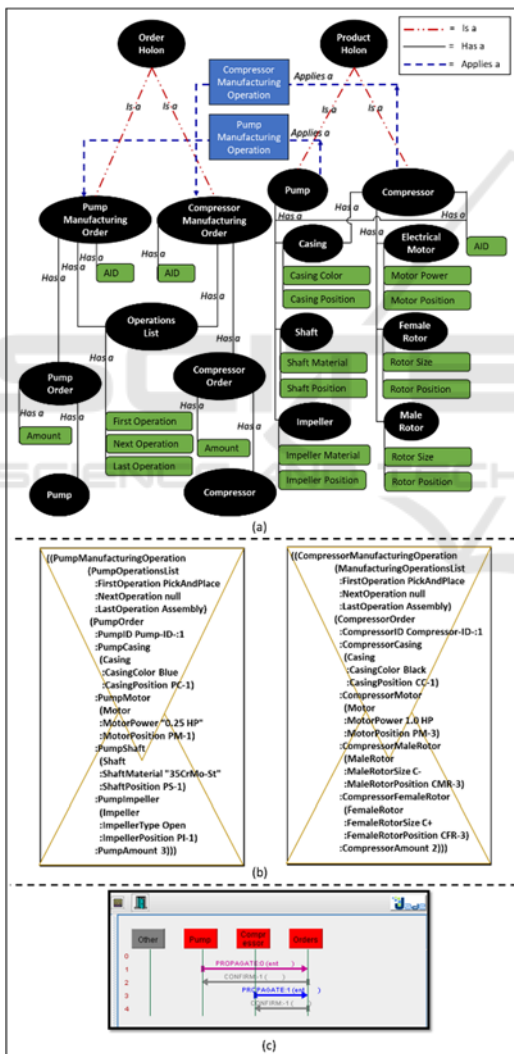 Order
Holon
Product
Holon
= Is a
= Has a
= Applies a
Compressor
Manufacturing
Operation
Applies a
Is a
Is a
Is a
Is a
Pump
Manufacturing
Operation
Applies a
Pump
Compressor
Pump
Manufacturing
Order
Compressor
Manufacturing
Order
Has a
Has a
Has a
Casing
Electrical
Motor
AID
Has a
Has a
Has a
AID
Has a
AID
Has a
Has a
Casing Color
Motor Power
Casing Position
Motor Position
Operations
List
Shaft
Female
Rotor
Shaft Material
Rotor Size
Shaft Position
Rotor Position
Pump
Order
Compressor
Order
Has a
Has a
Has a
Has a
Has a
Impeller
Male
Rotor
Amount
First Operation
Next Operation
Last Operation
Amount
Impeller Material
Rotor Size
Impeller Position
Rotor Position
Pump
Compressor
(a)
((PumpManufacturingOperation
(PumpOperationsList
:FirstOperation PickAndPlace
:NextOperation null
:LastOperation Assembly)
(PumpOrder
:PumpID Pump-ID-:1
:PumpCasing
(Casing
:CasingColor Blue
:CasingPosition PC-1)
:PumpMotor
(Motor
:MotorPower "0.25 HP"
:MotorPosition PM-1)
:PumpShaft
(Shaft
:ShaftMaterial "35CrMo-St"
:ShaftPosition PS-1)
:PumpImpeller
(Impeller
:ImpellerType Open
:ImpellerPosition PI-1)
:PumpAmount 3)))
((CompressorManufacturingOperation
(ManufacturingOperationsList
:FirstOperation PickAndPlace
:NextOperation null
:LastOperation Assembly)
(CompressorOrder
:CompressorID Compressor-ID-:1
:CompressorCasing
(Casing
:CasingColor Black
:CasingPosition CC-1)
:CompressorMotor
(Motor
:MotorPower 1.0 HP
:MotorPosition PM-3)
:CompressorMaleRotor
(MaleRotor
:MaleRotorSize C-
:MaleRotorPosition CMR-3)
:CompressorFemaleRotor
(FemaleRotor
:FemaleRotorSize C+
:FemaleRotorPosition CFR-3)
:CompressorAmount 2)))
(b)
Jade
Other
Pump
Compr
essor
Orders
0
1
PROPAGATE:0 (ent )
2
CONFIRM:-1 ( )
3
PROPAGATE:1 (ent )
4
CONFIRM:-1 ( )
(c)